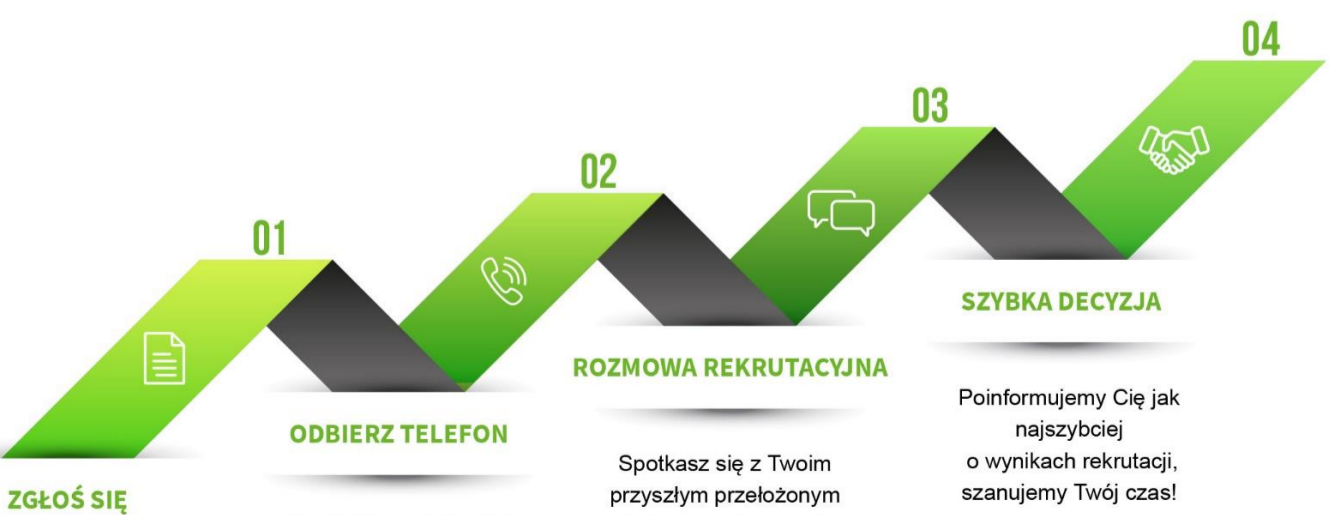 01
ZGŁOŚ SIĘ
02
ODBIERZ TELEFON
03
ROZMOWA REKRUTACYJNA
Spotkasz się z Twoim
przyszłym przełożonym
04
SZYBKA DECYZJA
Poinformujemy Cię jak
najszybciej
o wynikach rekrutacji,
szanujemy Twój czas!